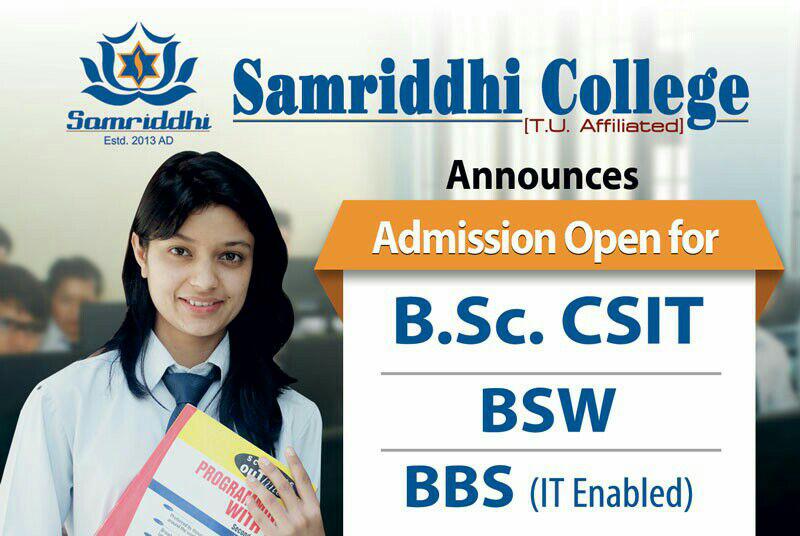 Samriddhi
Estd. 2013 AD
Samriddhi College
[T.U. Affiliated]
Announces
Admission Open for
B.Sc. CSIT
BSW
BBS (IT Enabled)
PROGRAMMING
WITH